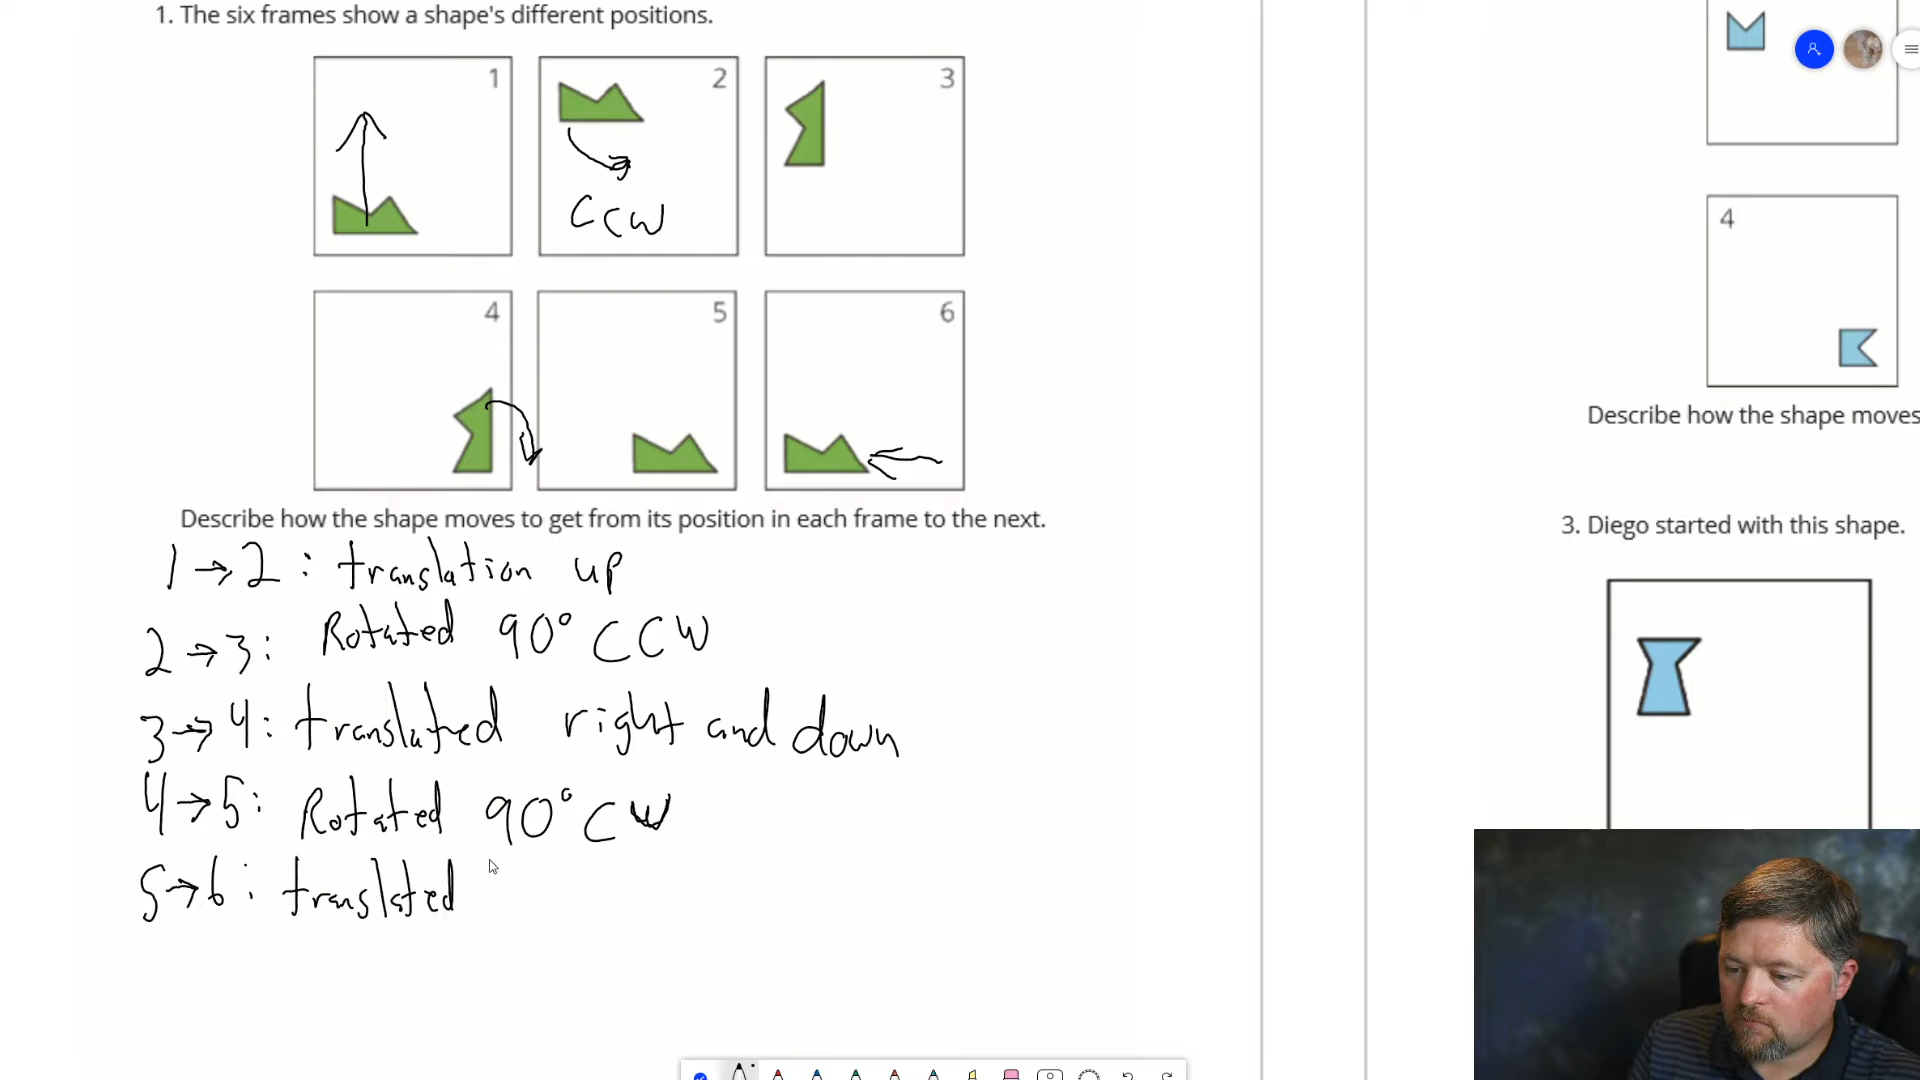 1. The six frames show a shape's different positions.
1
2
3
CCW
4
5
6
Describe how the shape moves to get from its position in each frame to the next.
1→2: translation up
2→3: Rotated 90° CCW
3→4: translated right and down
4→5: Rotated 90° CW
5→6: translated
4
Describe how the shape moves
3. Diego started with this shape.